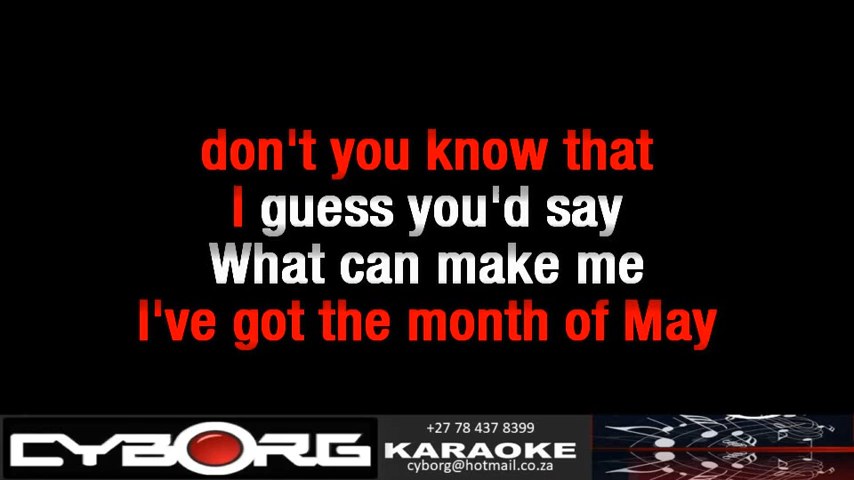 don't you know that
I guess you'd say
What can make me
I've got the month of May
CYBORG
+27 78 437 8399
KARAOKE
cyborg@hotmail.co.za